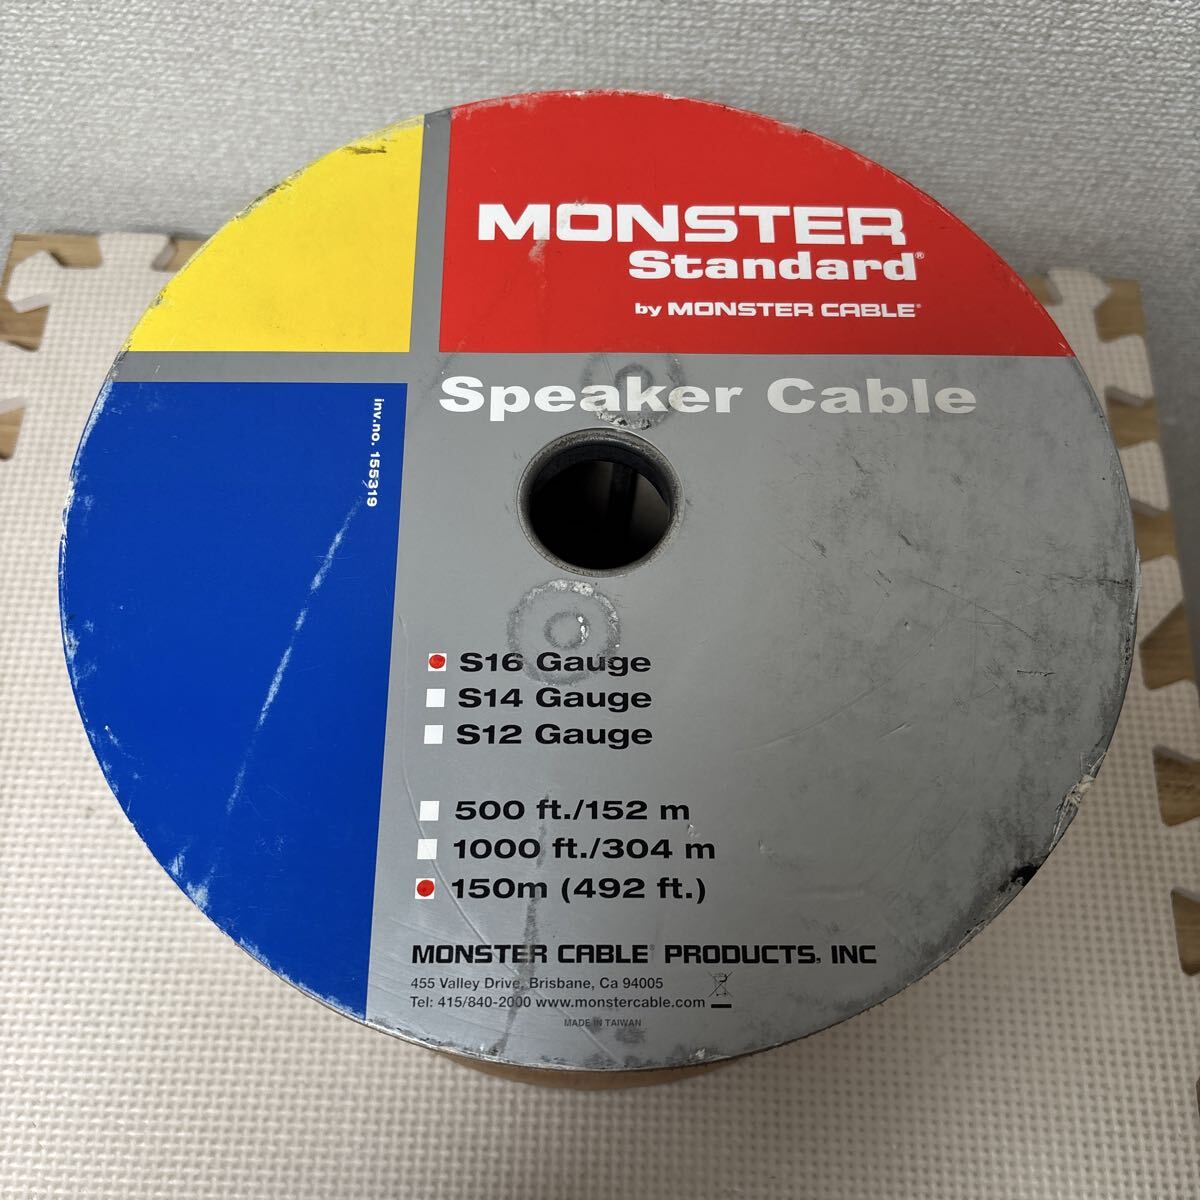 MONSTER
Standard®
by MONSTER CABLE®
Speaker Cable
inv.no. 155319
S16 Gauge
S14 Gauge
S12 Gauge
500 ft./152 m
1000 ft./304 m
150m (492 ft.)
MONSTER CABLE® PRODUCTS, INC
455 Valley Drive, Brisbane, Ca 94005
Tel: 415/840-2000 www.monstercable.com
MADE IN TAIWAN